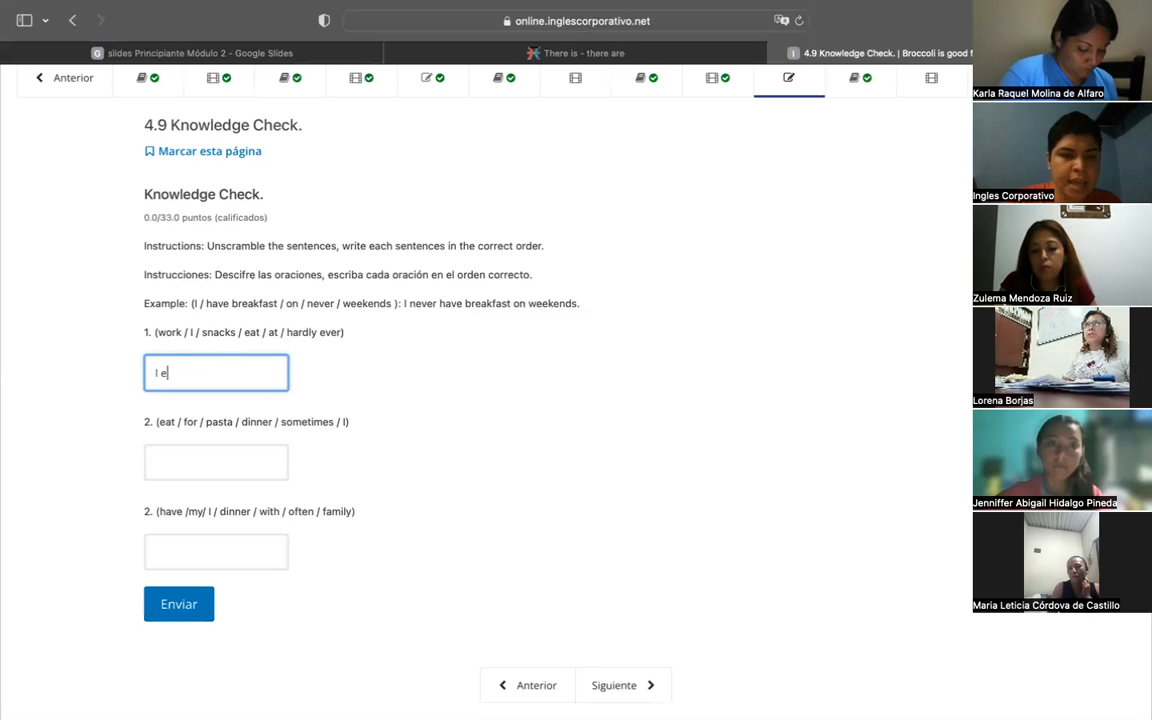 online.inglescorporativo.net
G slides Principiante Módulo 2 - Google Slides
There is - there are
4.9 Knowledge Check. | Broccoli is good f
Anterior
4.9 Knowledge Check.
Marcar esta página
Knowledge Check.
0.0/33.0 puntos (calificados)
Instructions: Unscramble the sentences, write each sentences in the correct order.
Instrucciones: Descifre las oraciones, escriba cada oración en el orden correcto.
Example: (I / have breakfast / on / never / weekends ): I never have breakfast on weekends.
1. (work / I / snacks / eat / at / hardly ever)
I e
2. (eat / for / pasta / dinner / sometimes / I)
2. (have /my/ I / dinner / with / often / family)
Enviar
Anterior
Siguiente
Karla Raquel Molina de Alfaro
Ingles Corporativo
Zulema Mendoza Ruiz
Lorena Borjas
Jenniffer Abigail Hidalgo Pineda
Maria Leticia Córdova de Castillo